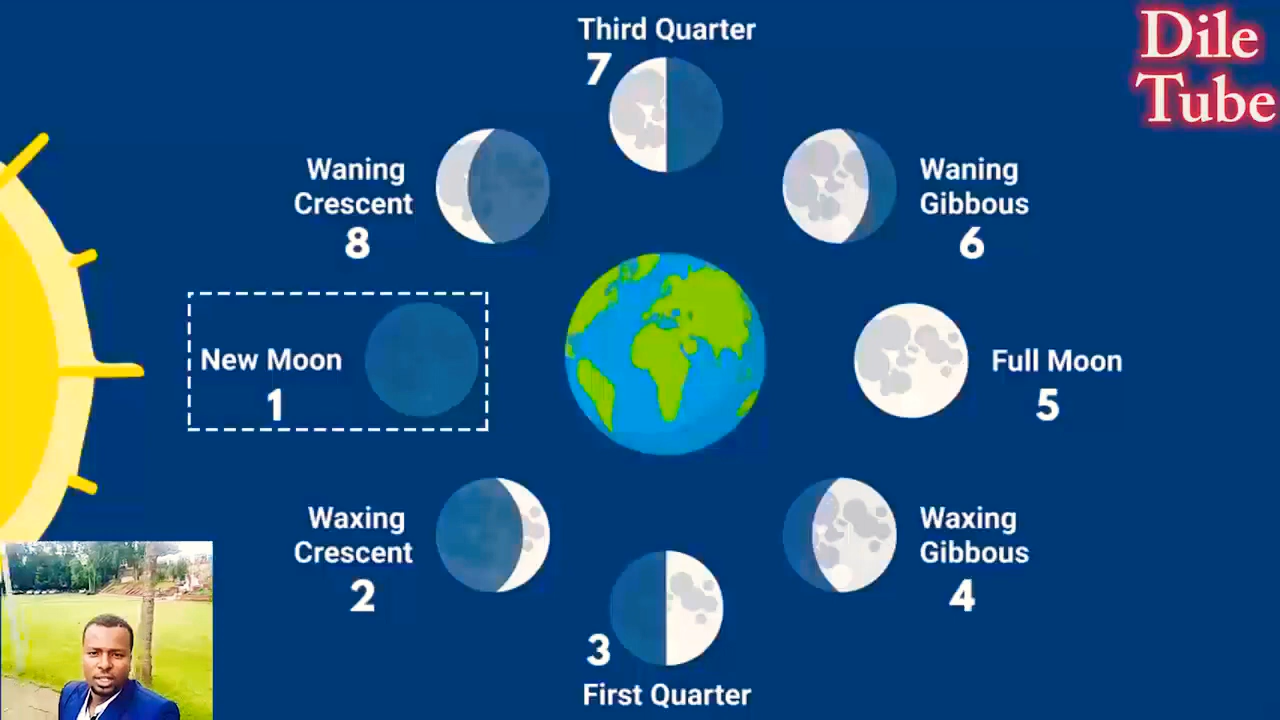 Third Quarter
7
Dile
Tube
Waning
Crescent
8
Waning
Gibbous
6
New Moon
1
Full Moon
5
Waxing
Crescent
2
Waxing
Gibbous
4
3
First Quarter